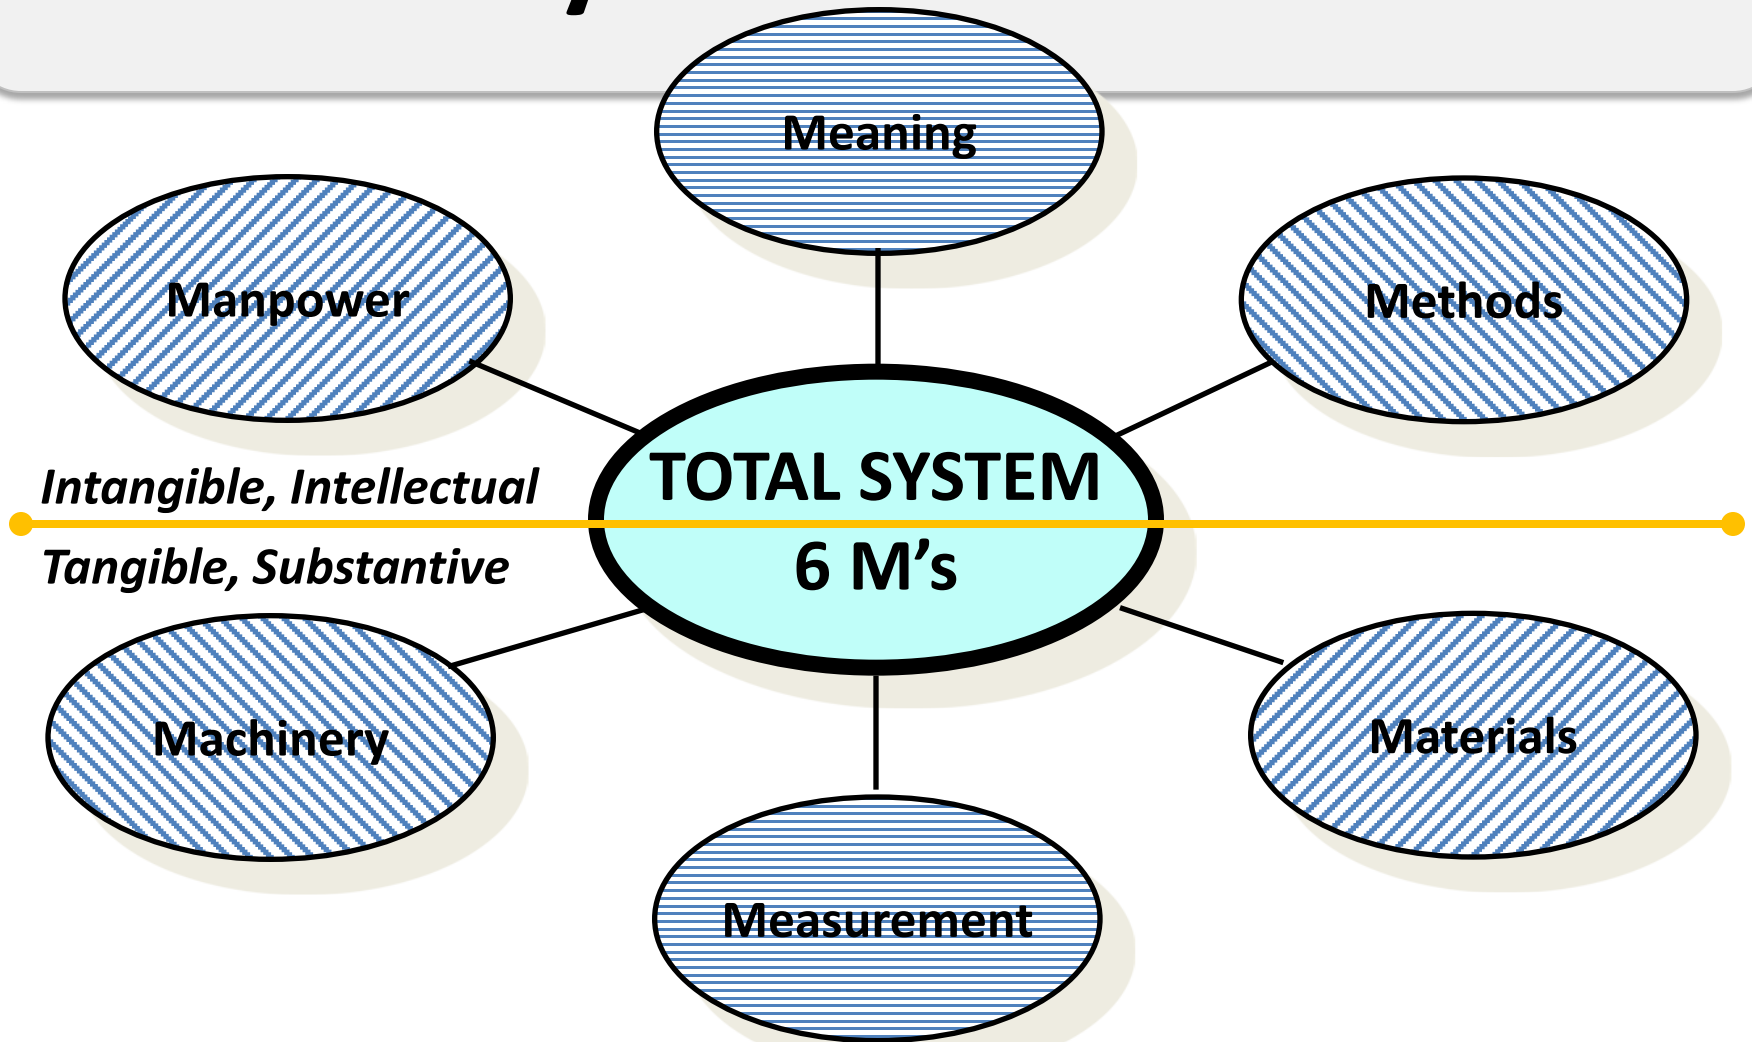 Meaning
Manpower
Methods
TOTAL SYSTEM
6 M’s
Intangible, Intellectual
Tangible, Substantive
Machinery
Materials
Measurement